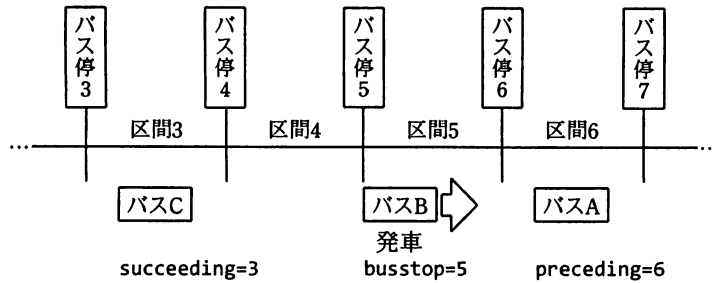 バス停3
バス停4
バス停5
バス停6
バス停7
区間3
区間4
区間5
区間6
…
…
バスC
バスB
バスA
発車
succeeding=3
busstop=5
preceding=6